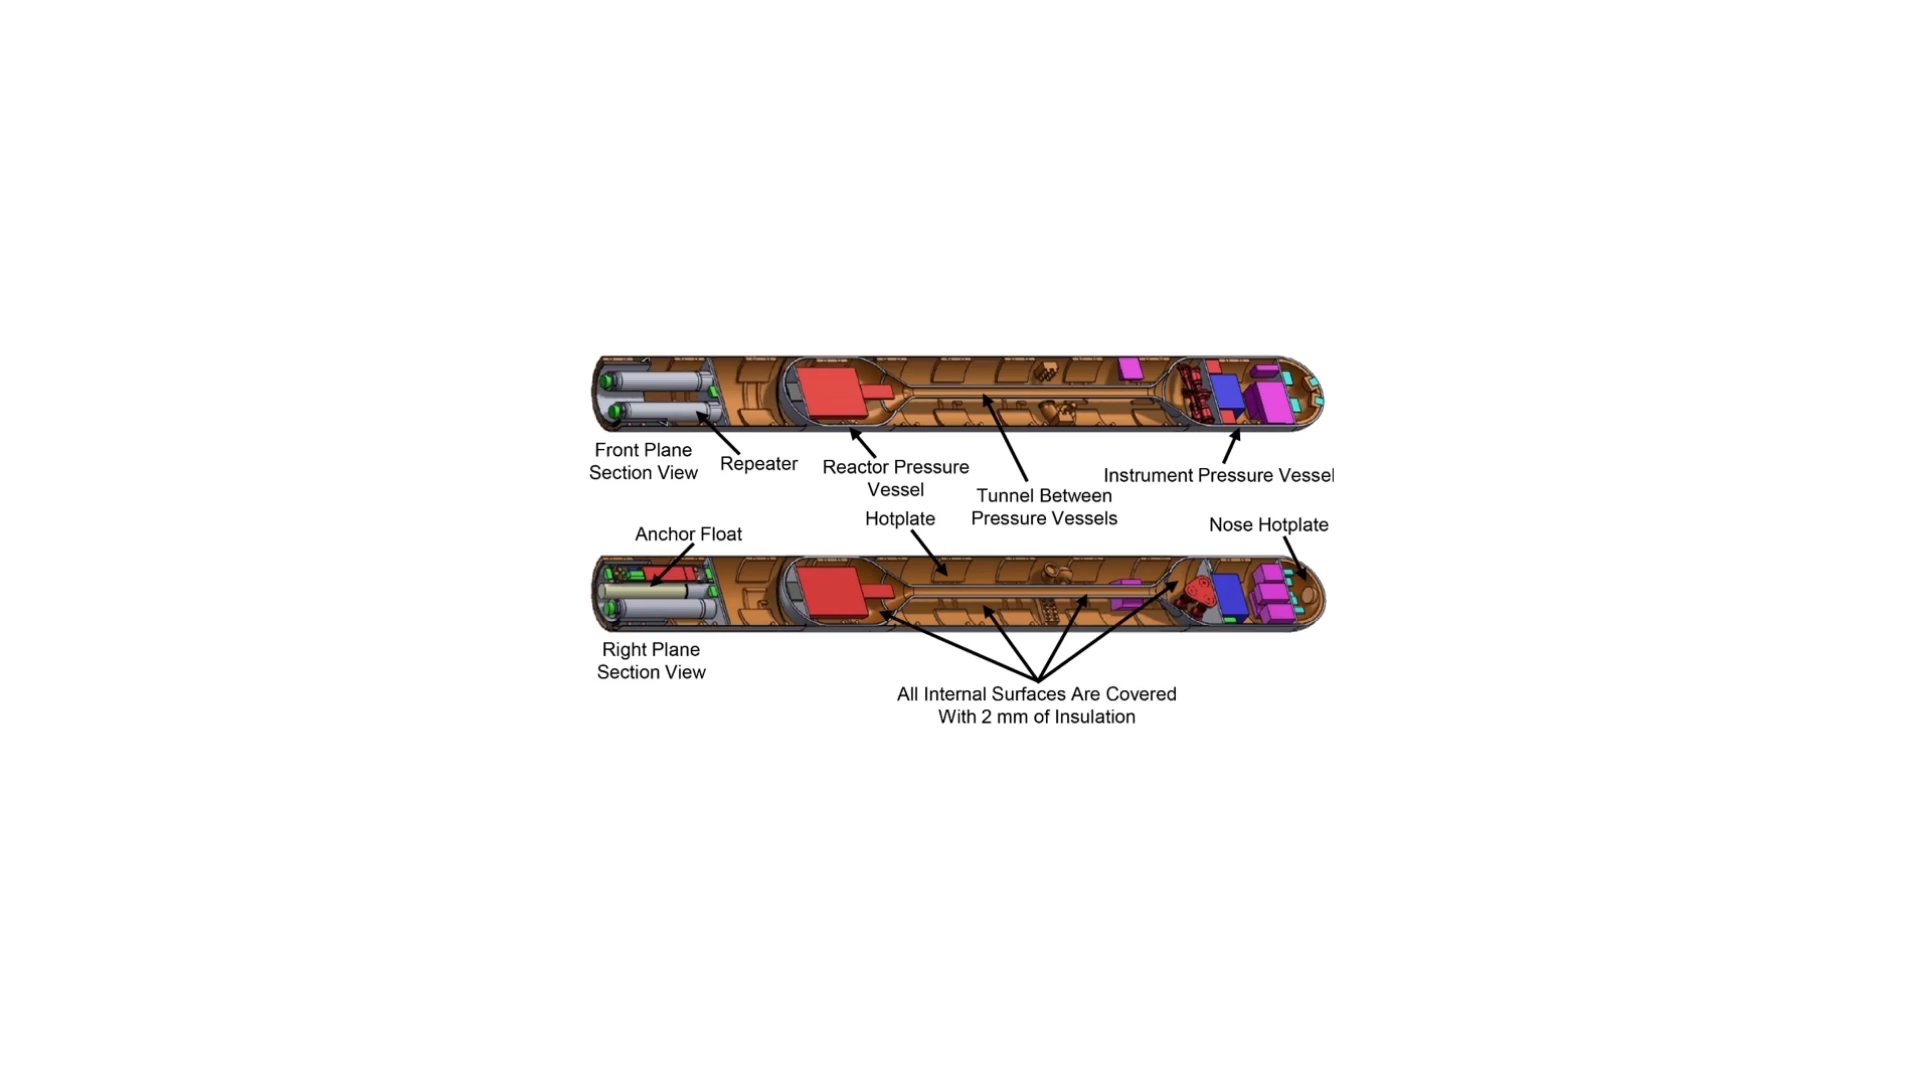 Front Plane
Section View
Repeater
Reactor Pressure
Vessel
Tunnel Between
Pressure Vessels
Instrument Pressure Vessel
Anchor Float
Hotplate
Nose Hotplate
Right Plane
Section View
All Internal Surfaces Are Covered
With 2 mm of Insulation